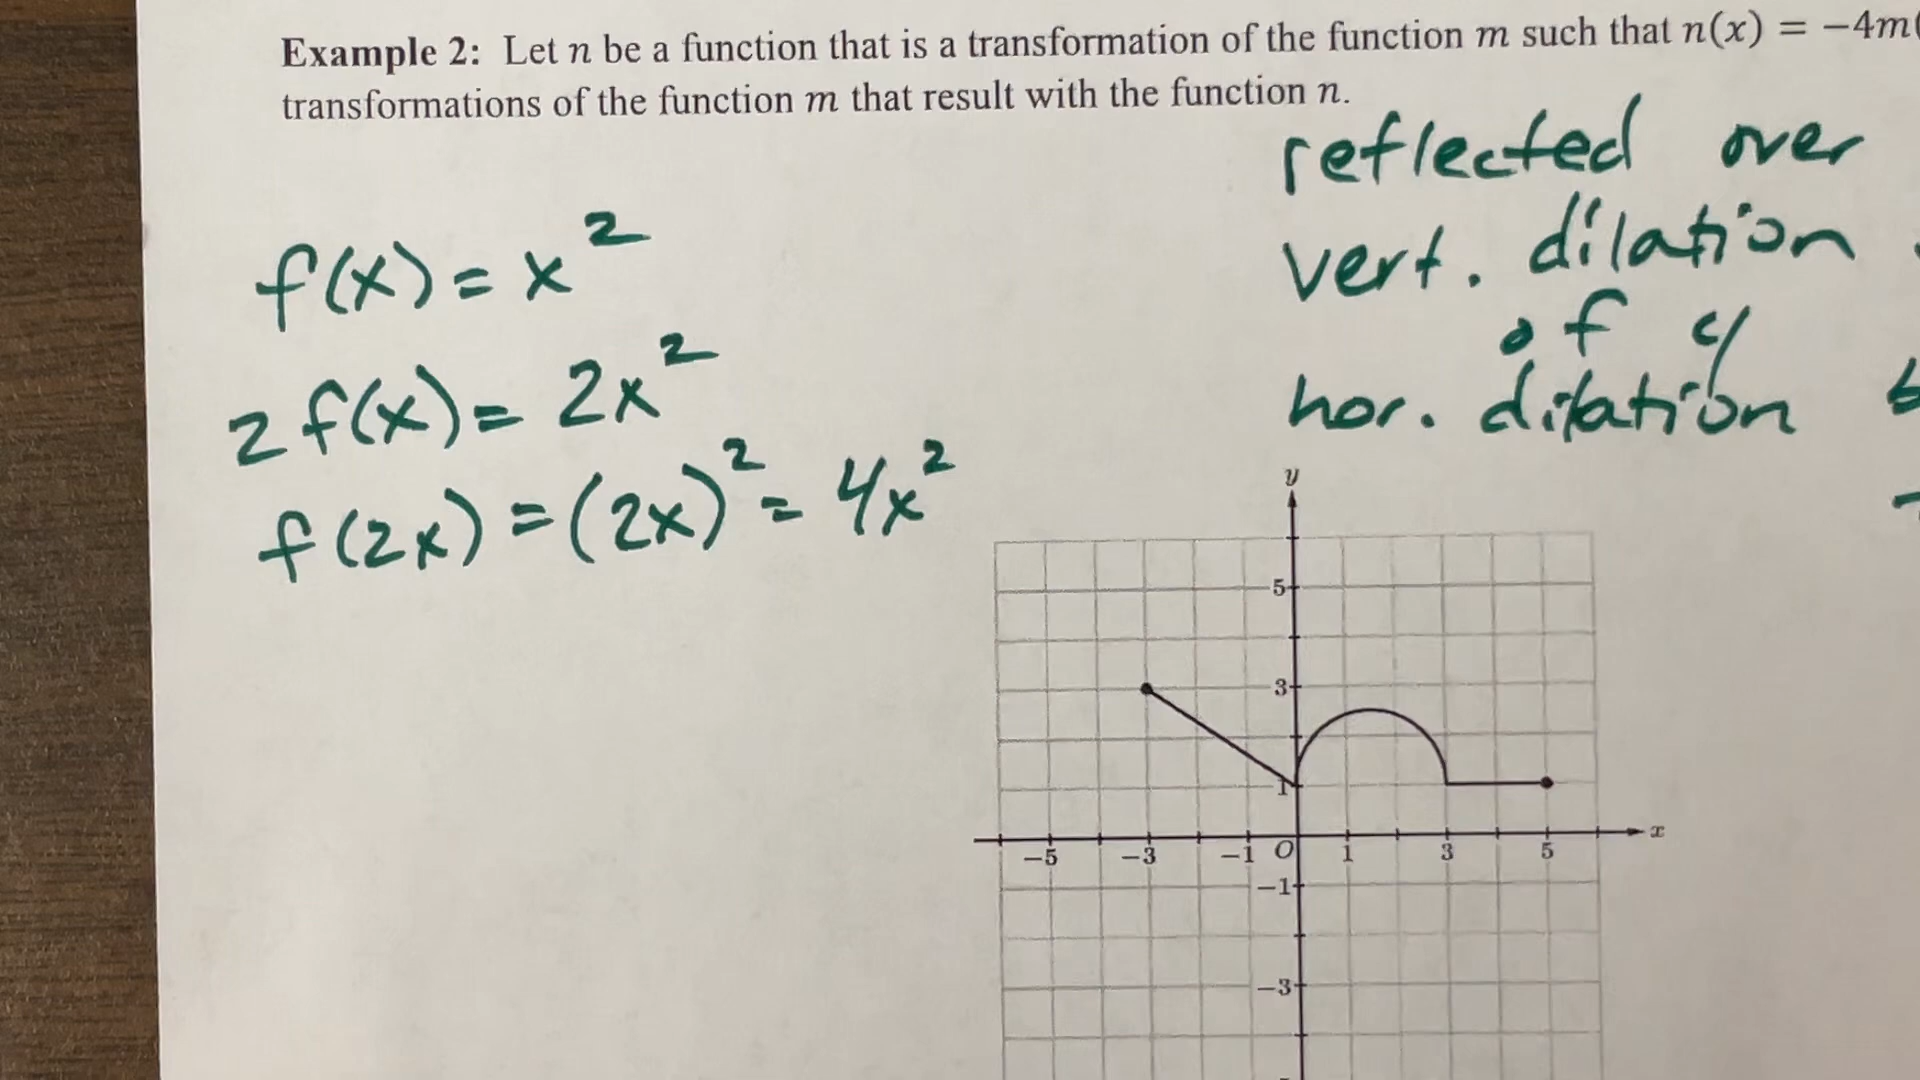 Example 2: Let n be a function that is a transformation of the function m such that n(x) = −4m(
transformations of the function m that result with the function n.
reflected over
vert. dilation
of 4
hor. dilation
f(x) = x²
2f(x) = 2x²
f(2x) = (2x)² = 4x²
y
5
3
1
−5 −3 −1 O 1 3 5 x
−1
−3